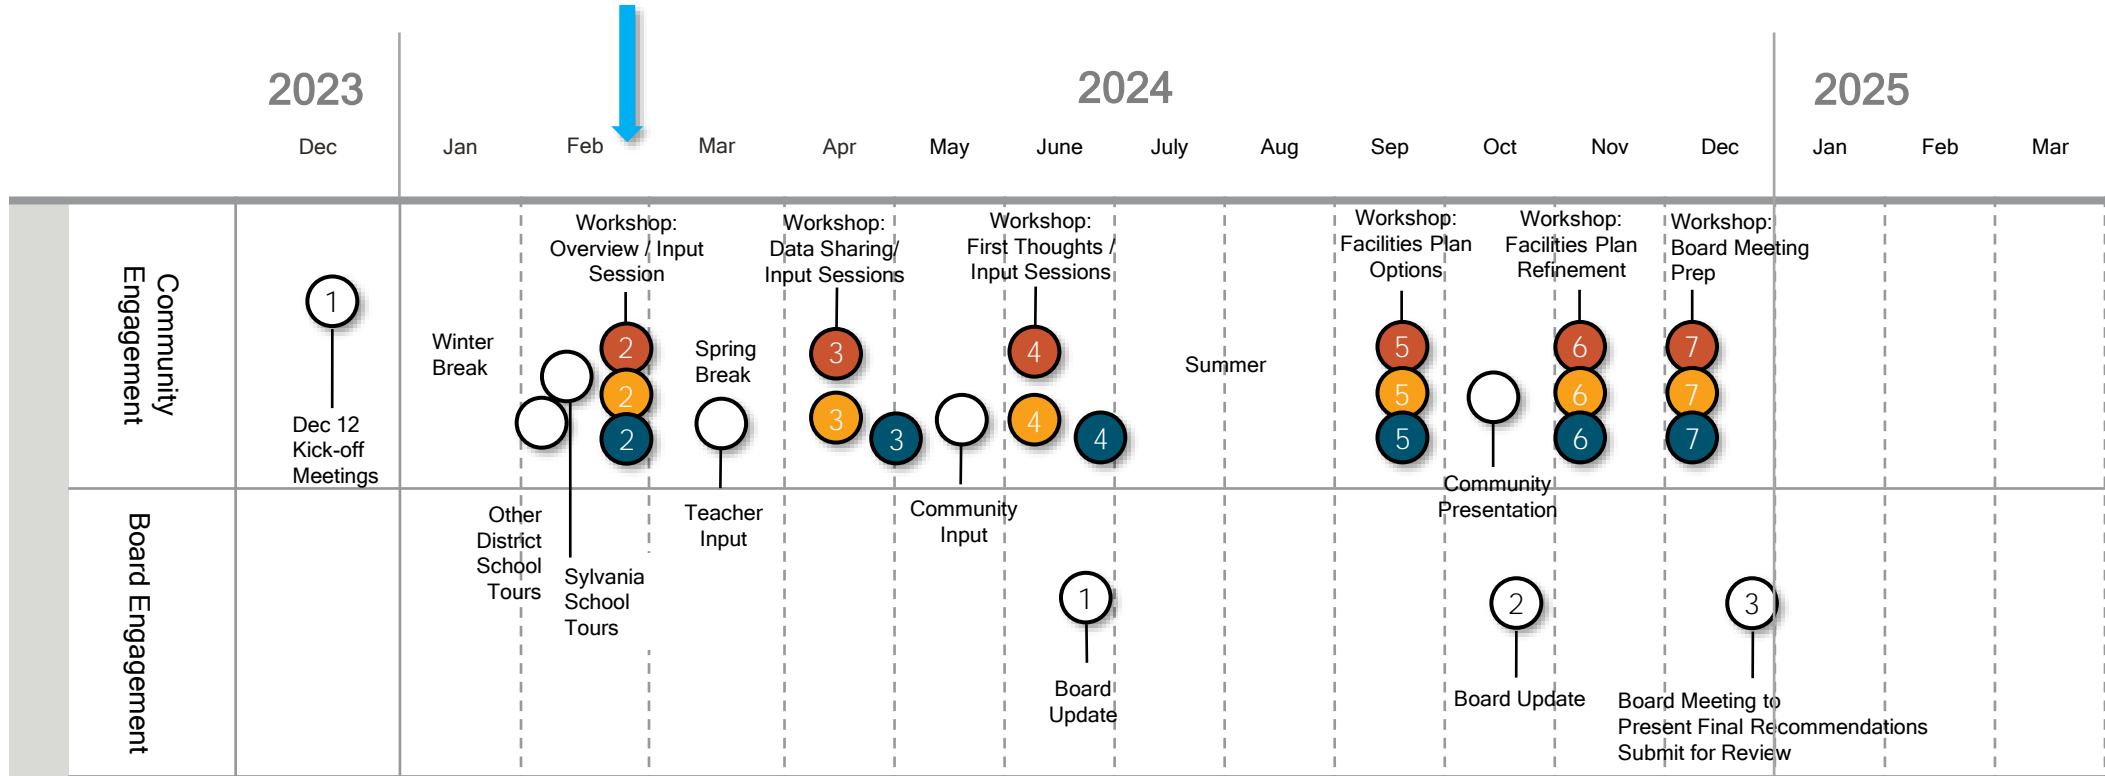 2023
2024
2025
Dec
Jan
Feb
Mar
Apr
May
June
July
Aug
Sep
Oct
Nov
Dec
Jan
Feb
Mar
Community
Engagement
1
Dec 12
Kick-off
Meetings
Winter
Break
Workshop:
Overview / Input
Session
2
2
2
Spring
Break
Workshop:
Data Sharing/
Input Sessions
3
3
3
Workshop:
First Thoughts /
Input Sessions
4
4
4
Summer
Workshop:
Facilities Plan
Options
5
5
5
Workshop:
Facilities Plan
Refinement
6
6
6
Workshop:
Board Meeting
Prep
7
7
7
Other
District
School
Tours
Sylvania
School
Tours
Teacher
Input
Community
Input
Community
Presentation
Board Engagement
1
Board
Update
2
Board Update
3
Board Meeting to
Present Final Recommendations
Submit for Review